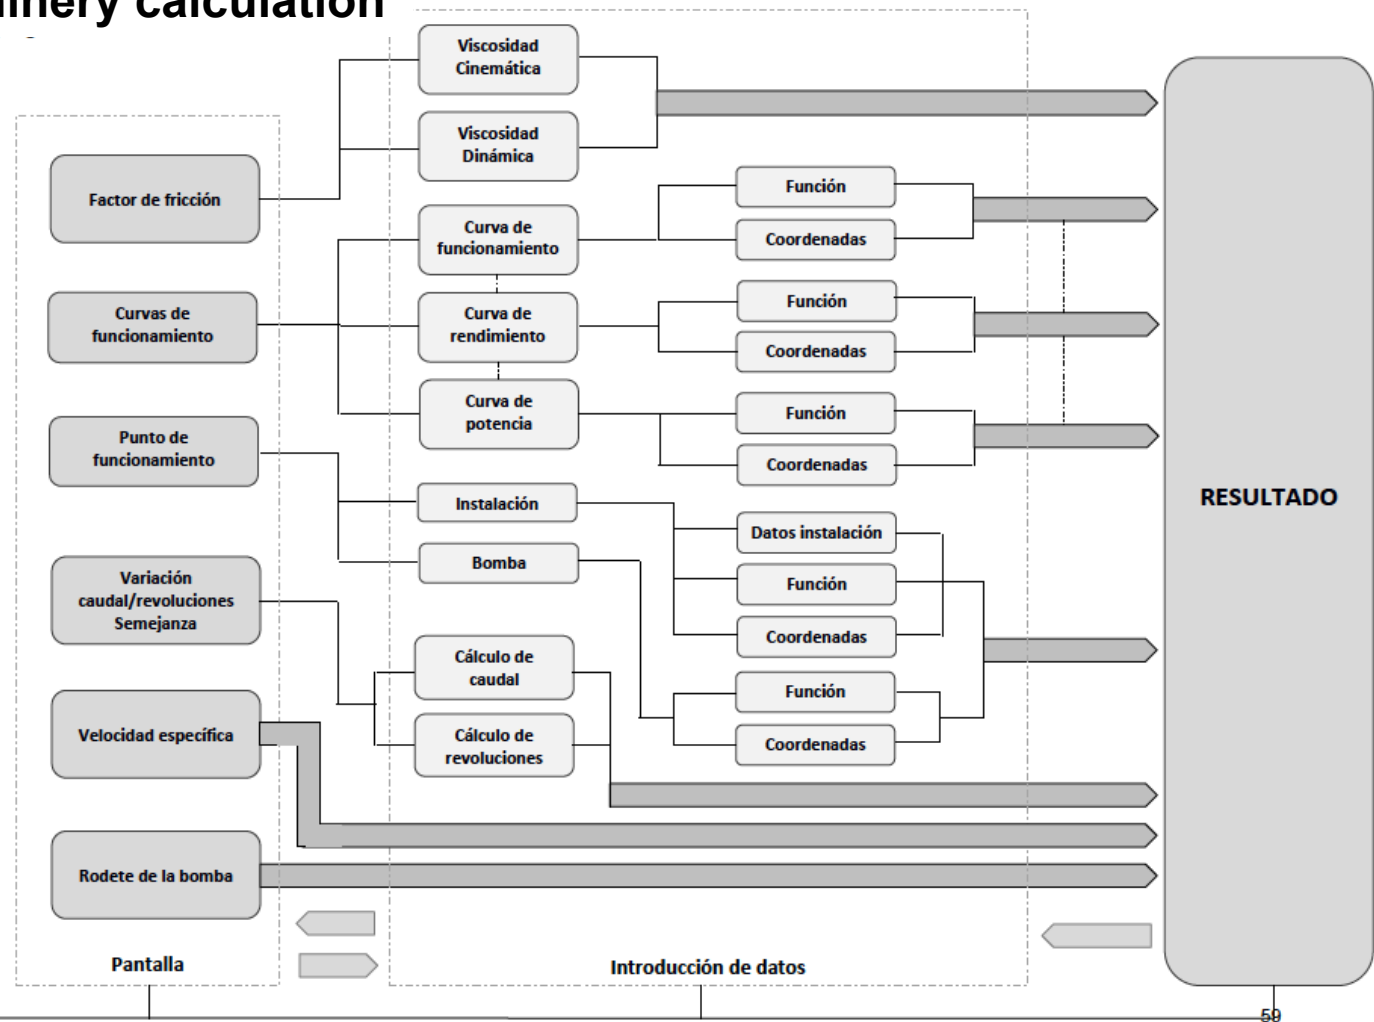 calculation
Viscosidad
Cinemática
Viscosidad
Dinámica
Factor de fricción
Función
Curva de
funcionamiento
Coordenadas
Curvas de
funcionamiento
Curva de
rendimiento
Función
Coordenadas
Curva de
potencia
Función
Coordenadas
Punto de
funcionamiento
Instalación
Bomba
RESULTADO
Datos instalación
Función
Coordenadas
Variación
caudal/revoluciones
Semejanza
Cálculo de
caudal
Función
Velocidad específica
Cálculo de
revoluciones
Coordenadas
Rodete de la bomba
Pantalla
Introducción de datos
59